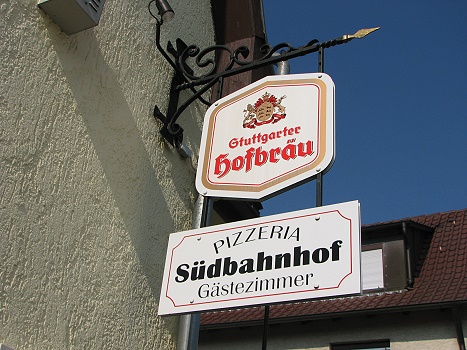 Stuttgarter
Hofbräu
PIZZERIA
Südbahnhof
Gästezimmer